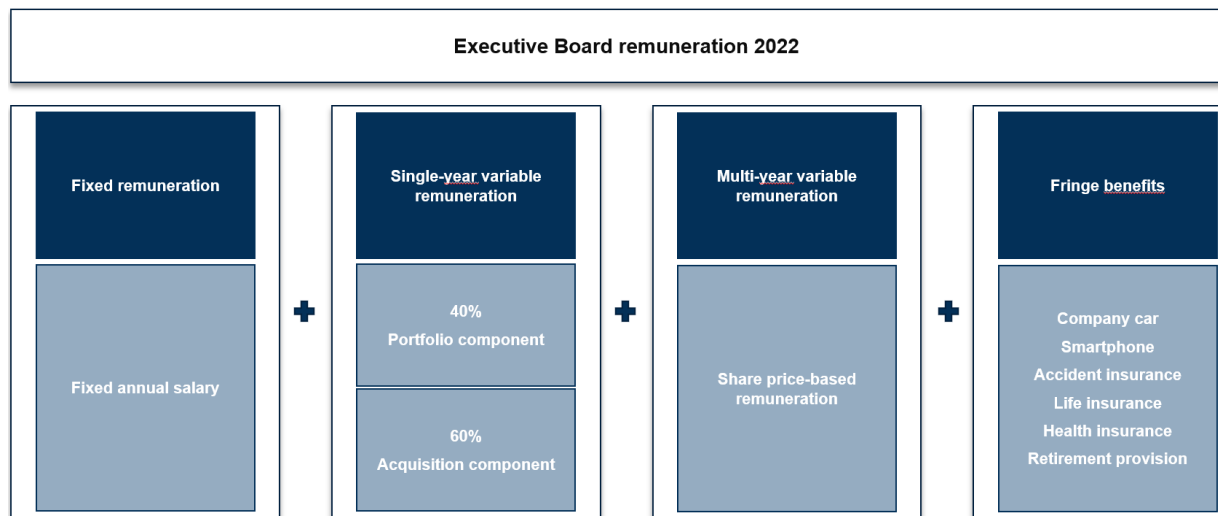 Executive Board remuneration 2022
Fixed remuneration
Fixed annual salary
Single-year variable
remuneration
40%
Portfolio component
60%
Acquisition component
Multi-year variable
remuneration
Share price-based
remuneration
Fringe benefits
Company car
Smartphone
Accident insurance
Life insurance
Health insurance
Retirement provision